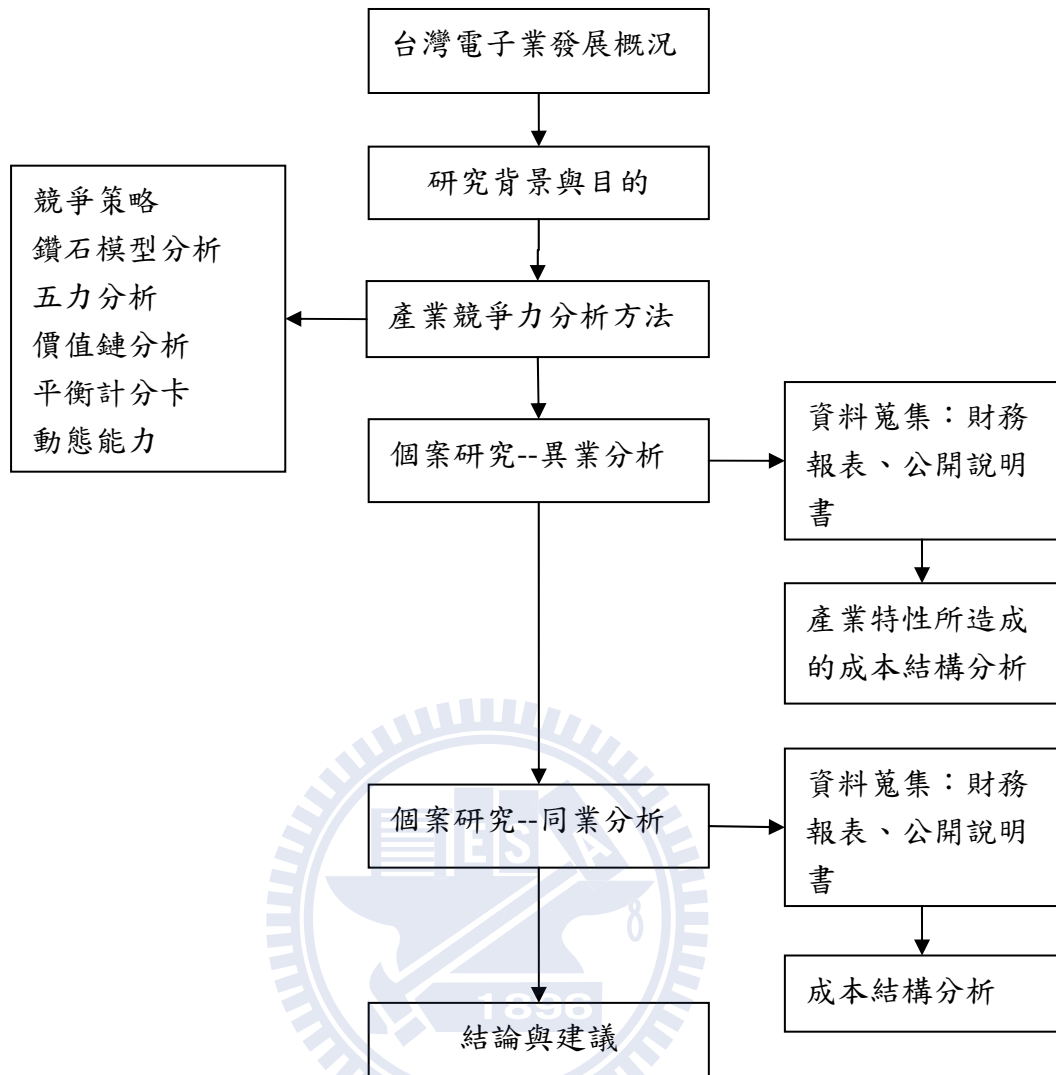 台灣電子業發展概況
研究背景與目的
競爭策略
鑽石模型分析
五力分析
價值鏈分析
平衡計分卡
動態能力
產業競爭力分析方法
個案研究--異業分析
資料蒐集：財務
報表、公開說明
書
產業特性所造成
的成本結構分析
個案研究--同業分析
資料蒐集：財務
報表、公開說明
書
成本結構分析
ESA
1896
結論與建議